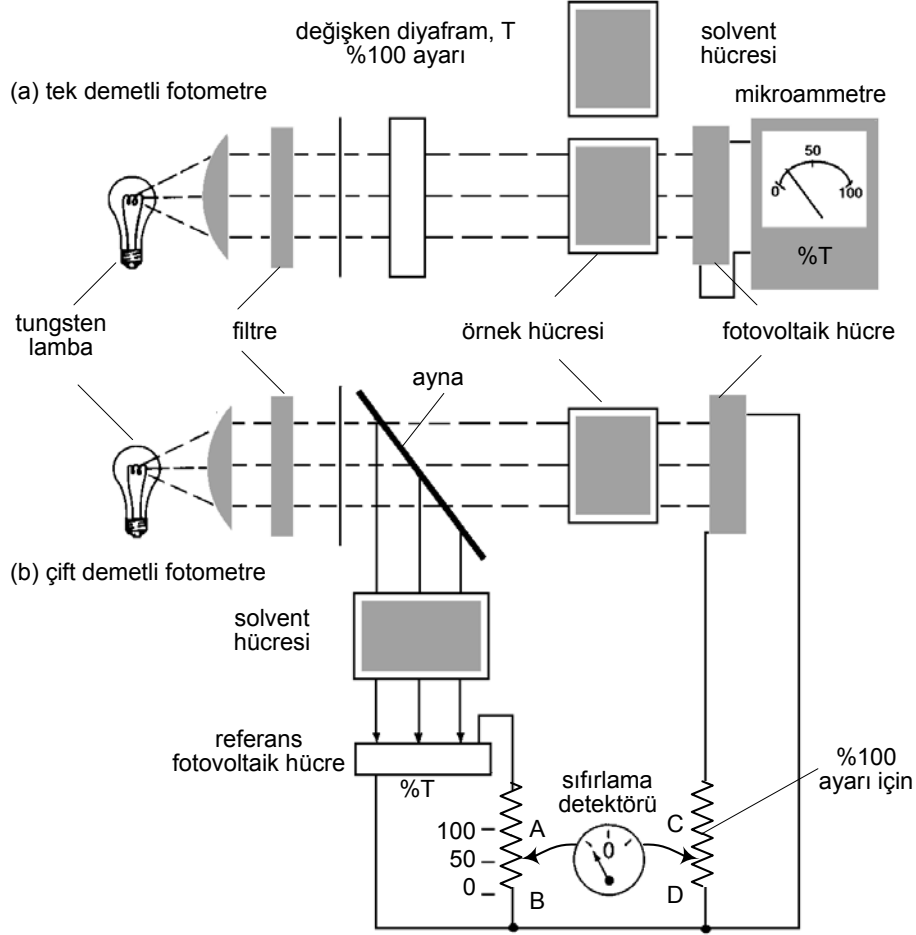 değişken diyafram, T
%100 ayarı
solvent
hücresi
(a) tek demetli fotometre
mikroammetre
0
50
100
%T
tungsten
lamba
filtre
örnek hücresi
fotovoltaik hücre
ayna
(b) çift demetli fotometre
solvent
hücresi
referans
fotovoltaik hücre
%T
sıfırlama
detektörü
%100
ayarı için
100
50
0
A
B
0
C
D